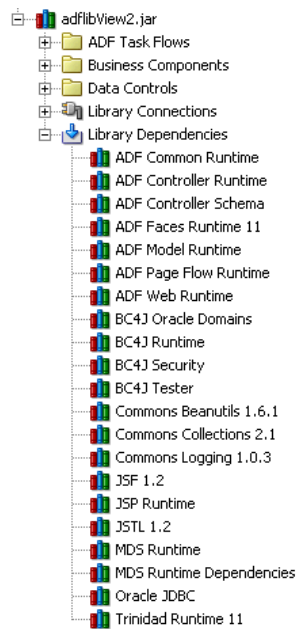 adflibView2.jar
ADF Task Flows
Business Components
Data Controls
Library Connections
Library Dependencies
ADF Common Runtime
ADF Controller Runtime
ADF Controller Schema
ADF Faces Runtime 11
ADF Model Runtime
ADF Page Flow Runtime
ADF Web Runtime
BC4J Oracle Domains
BC4J Runtime
BC4J Security
BC4J Tester
Commons Beanutils 1.6.1
Commons Collections 2.1
Commons Logging 1.0.3
JSF 1.2
JSP Runtime
JSTL 1.2
MDS Runtime
MDS Runtime Dependencies
Oracle JDBC
Trinidad Runtime 11